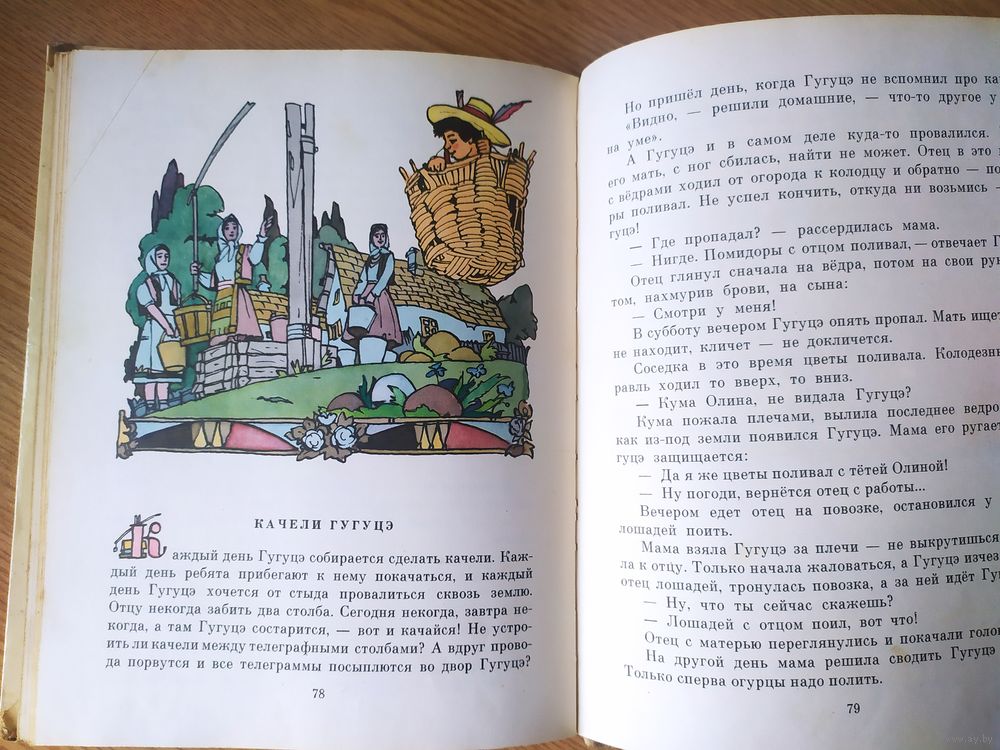 КАЧЕЛИ ГУГУЦЭ
Каждый день Гугуцэ собирается сделать качели. Каж-
дый день ребята прибегают к нему покачаться, и каждый
день Гугуцэ хочется от стыда провалиться сквозь землю.
Отцу некогда забить два столба. Сегодня некогда, завтра не-
когда, а там Гугуцэ состарится, — вот и качайся! Не устро-
ить ли качели между телеграфными столбами? А вдруг прово-
да порвутся и все телеграммы посыплются во двор Гугуцэ?
78
Но пришёл день, когда Гугуцэ не вспомнил про ка
«Видно, — решили домашние, — что-то другое у
на уме».
А Гугуцэ и в самом деле куда-то провалился.
его мать, с ног сбилась, найти не может. Отец в это
с вёдрами ходил от огорода к колодцу и обратно — по
ры поливал. Не успел кончить, откуда ни возьмись —
гуцэ!
— Где пропадал? — рассердилась мама.
— Нигде. Помидоры с отцом поливал, — отвечает Г
Отец глянул сначала на вёдра, потом на свои рук
том, нахмурив брови, на сына:
— Смотри у меня!
В субботу вечером Гугуцэ опять пропал. Мать ищет
не находит, кличет — не докличется.
Соседка в это время цветы поливала. Колодезны
равль ходил то вверх, то вниз.
— Кума Олина, не видала Гугуцэ?
Кума пожала плечами, вылила последнее ведро
как из-под земли появился Гугуцэ. Мама его ругает
гуцэ защищается:
— Да я же цветы поливал с тётей Олиной!
— Ну погоди, вернётся отец с работы...
Вечером едет отец на повозке, остановился у
лошадей поить.
Мама взяла Гугуцэ за плечи — не выкрутишься
ла к отцу. Только начала жаловаться, а Гугуцэ исчез
отец лошадей, тронулась повозка, а за ней идёт Гу
— Ну, что ты сейчас скажешь?
— Лошадей с отцом поил, вот что!
Отец с матерью переглянулись и покачали голо
На другой день мама решила сводить Гугуцэ
Только сперва огурцы надо полить.
79
www.ay.by